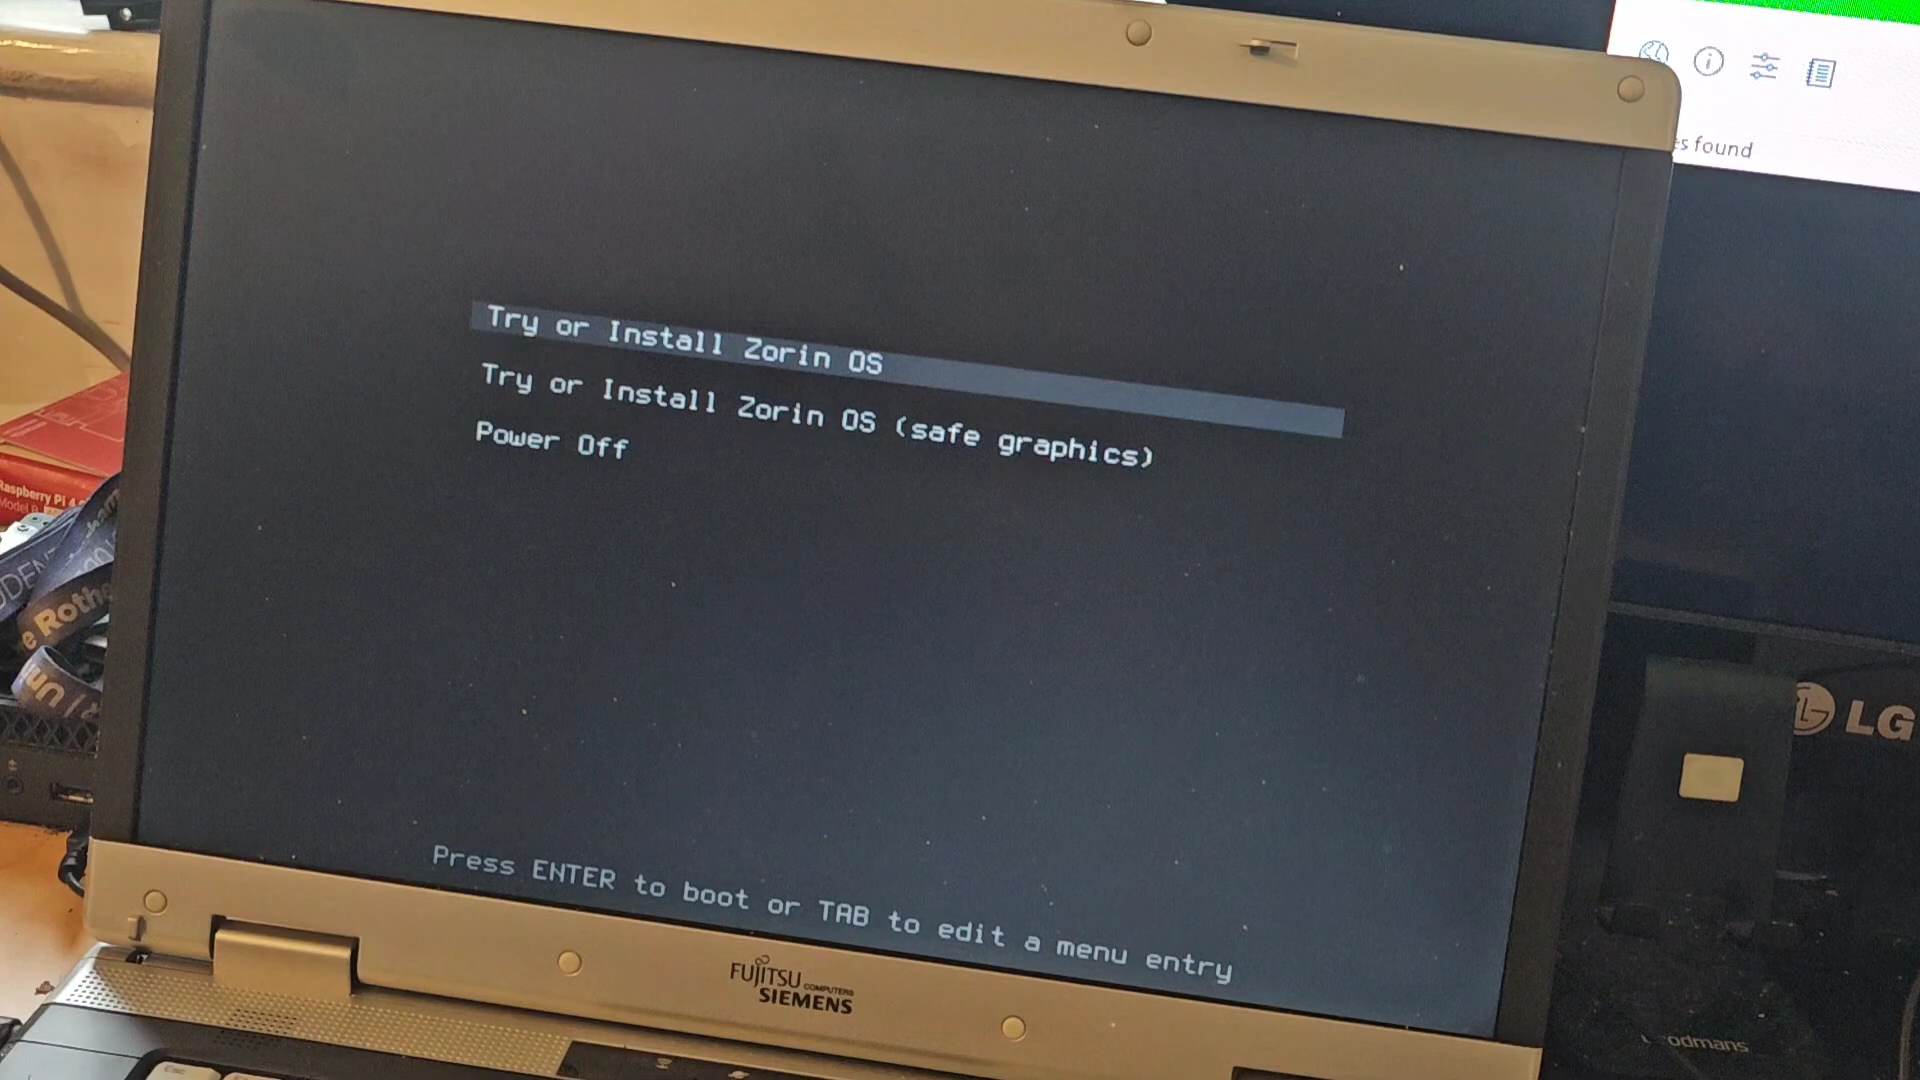 Try or Install Zorin OS
Try or Install Zorin OS (safe graphics)
Power Off
Press ENTER to boot or TAB to edit a menu entry
FUJITSU COMPUTERS
SIEMENS
found
Raspberry Pi 4
Model B
LG